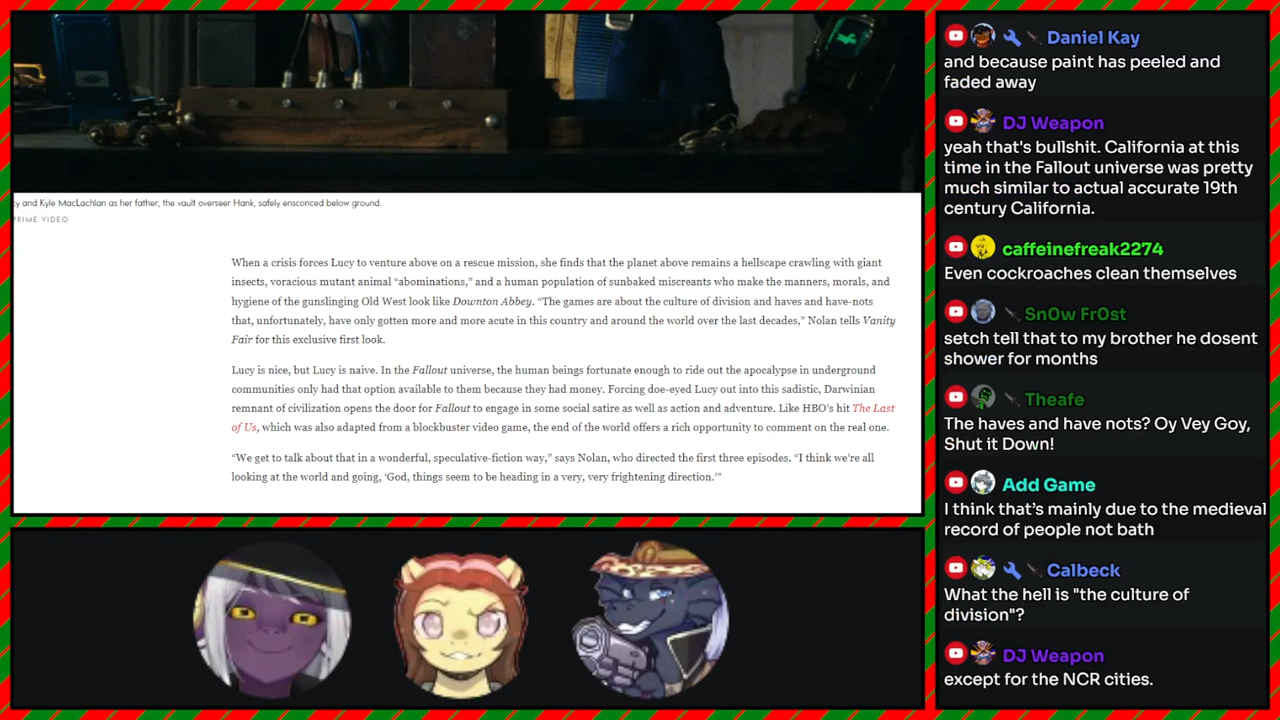 cy and Kyle MacLachlan as her father, the vault overseer Hank, safely ensconced below ground.
PRIME VIDEO
When a crisis forces Lucy to venture above on a rescue mission, she finds that the planet above remains a hellscape crawling with giant
insects, voracious mutant animal “abominations,” and a human population of sunbaked miscreants who make the manners, morals, and
hygiene of the gunslinging Old West look like Downton Abbey. “The games are about the culture of division and haves and have-nots
that, unfortunately, have only gotten more and more acute in this country and around the world over the last decades,” Nolan tells Vanity
Fair for this exclusive first look.
Lucy is nice, but Lucy is naive. In the Fallout universe, the human beings fortunate enough to ride out the apocalypse in underground
communities only had that option available to them because they had money. Forcing doe-eyed Lucy out into this sadistic, Darwinian
remnant of civilization opens the door for Fallout to engage in some social satire as well as action and adventure. Like HBO’s hit The Last
of Us, which was also adapted from a blockbuster video game, the end of the world offers a rich opportunity to comment on the real one.
“We get to talk about that in a wonderful, speculative-fiction way,” says Nolan, who directed the first three episodes. “I think we’re all
looking at the world and going, ‘God, things seem to be heading in a very, very frightening direction.’”
Daniel Kay
and because paint has peeled and
faded away
DJ Weapon
yeah that's bullshit. California at this
time in the Fallout universe was pretty
much similar to actual accurate 19th
century California.
caffeinefreak2274
Even cockroaches clean themselves
Sn0w Fr0st
setch tell that to my brother he dosent
shower for months
Theafe
The haves and have nots? Oy Vey Goy,
Shut it Down!
Add Game
I think that’s mainly due to the medieval
record of people not bath
Calbeck
What the hell is "the culture of
division"?
DJ Weapon
except for the NCR cities.